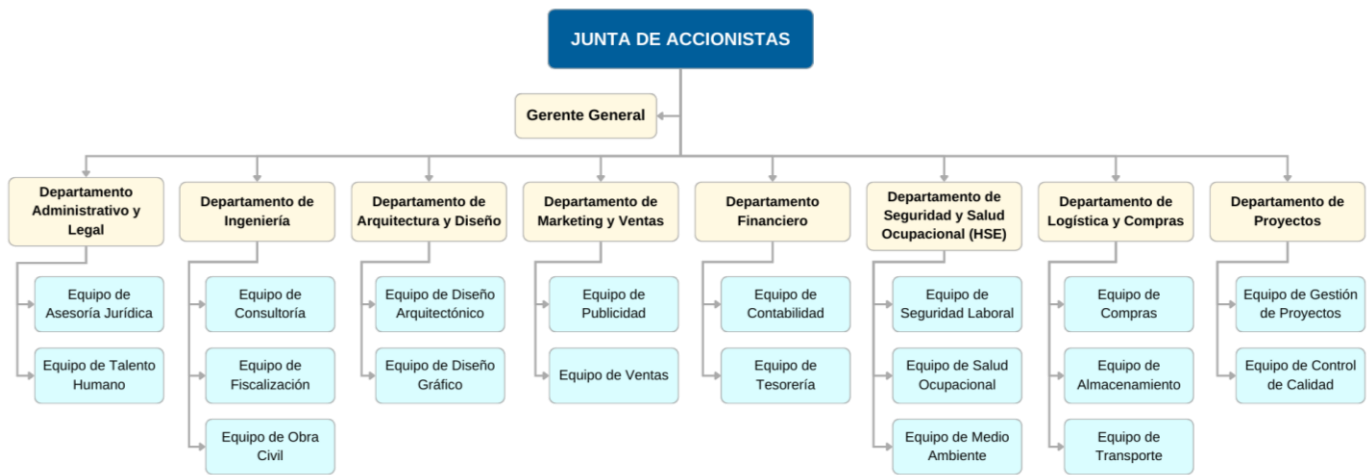 JUNTA DE ACCIONISTAS
Gerente General
Departamento
Administrativo y
Legal
Departamento de
Ingeniería
Departamento de
Arquitectura y Diseño
Departamento de
Marketing y Ventas
Departamento
Financiero
Departamento de
Seguridad y Salud
Ocupacional (HSE)
Departamento de
Logística y Compras
Departamento de
Proyectos
Equipo de
Asesoría Jurídica
Equipo de Talento
Humano
Equipo de
Consultoría
Equipo de
Fiscalización
Equipo de Obra
Civil
Equipo de Diseño
Arquitectónico
Equipo de Diseño
Gráfico
Equipo de
Publicidad
Equipo de Ventas
Equipo de
Contabilidad
Equipo de
Tesorería
Equipo de
Seguridad Laboral
Equipo de Salud
Ocupacional
Equipo de Medio
Ambiente
Equipo de
Compras
Equipo de
Almacenamiento
Equipo de
Transporte
Equipo de Gestión
de Proyectos
Equipo de Control
de Calidad